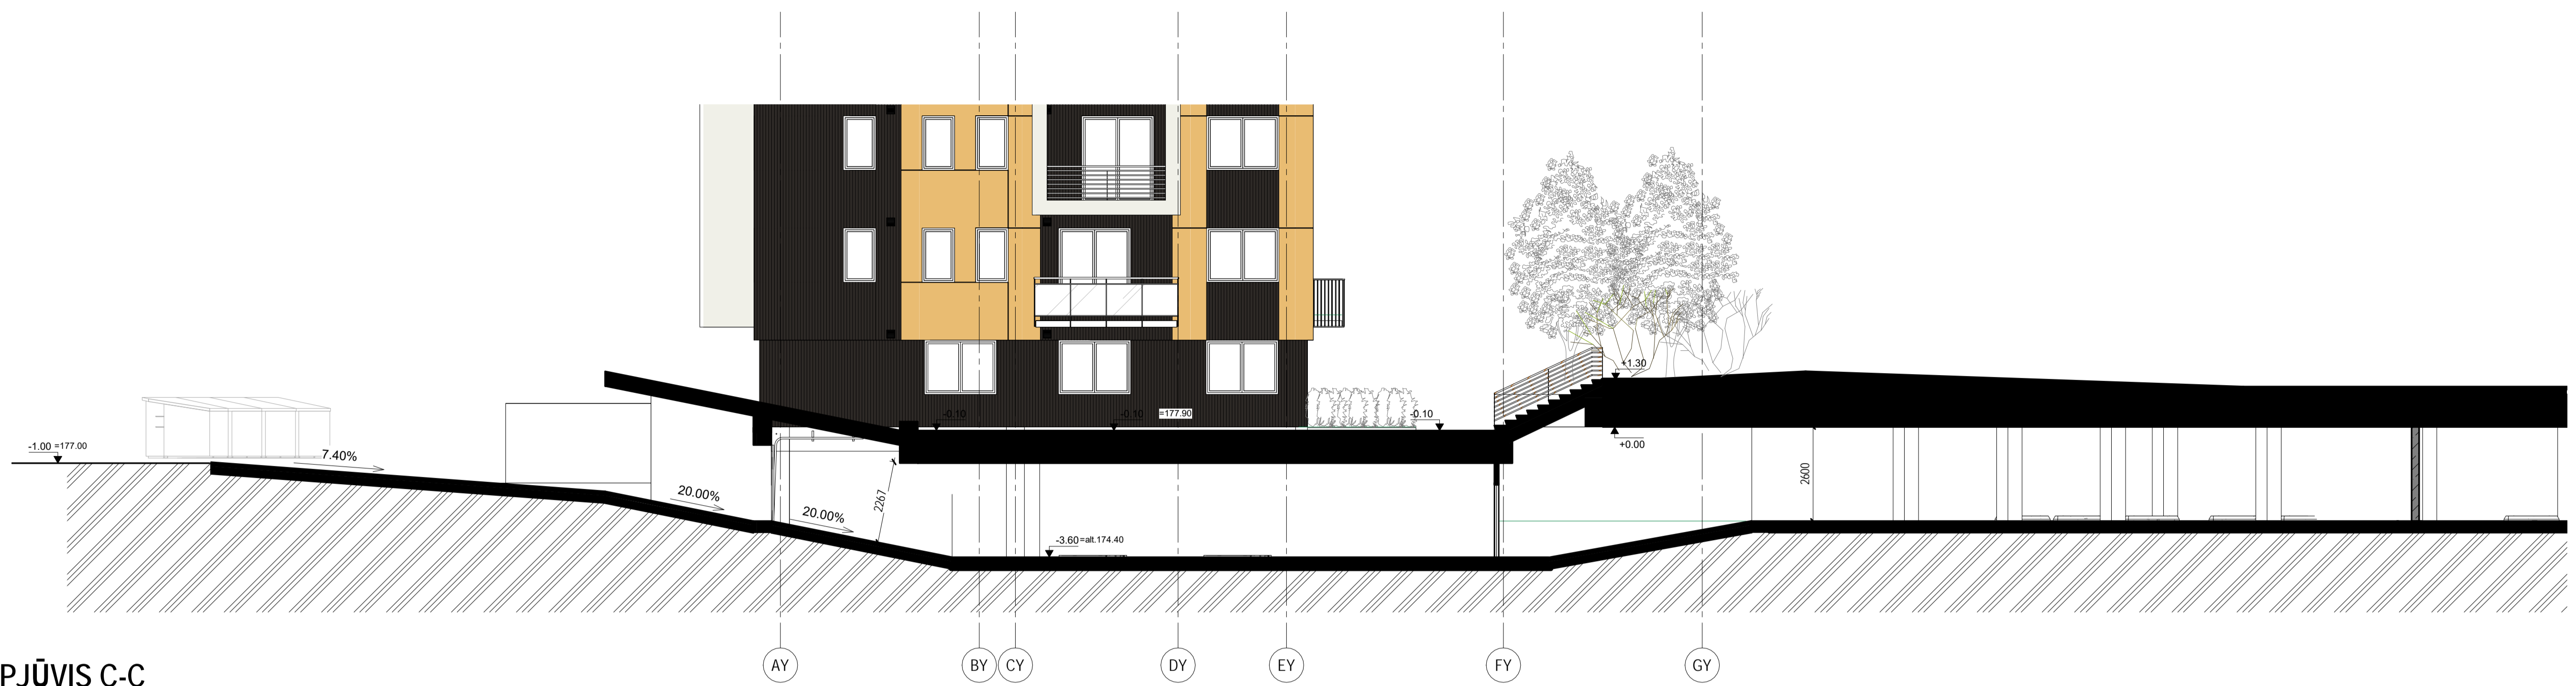 +1.30
-0.10
-0.10
=177.90
-0.10
-1.00 =177.00
+0.00
7.40%
2600
20.00%
2267
20.00%
-3.60=alt.174.40
AY
BY
CY
DY
EY
FY
GY
PJŪVIS C-C